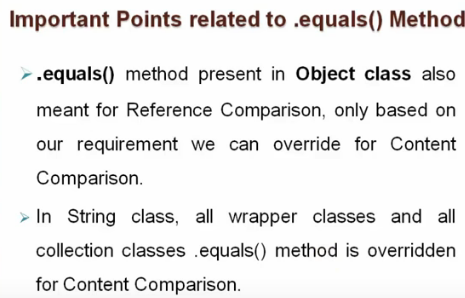 Important Points related to .equals() Method
➢ .equals() method present in Object class also
meant for Reference Comparison, only based on
our requirement we can override for Content
Comparison.
➢ In String class, all wrapper classes and all
collection classes .equals() method is overridden
for Content Comparison.